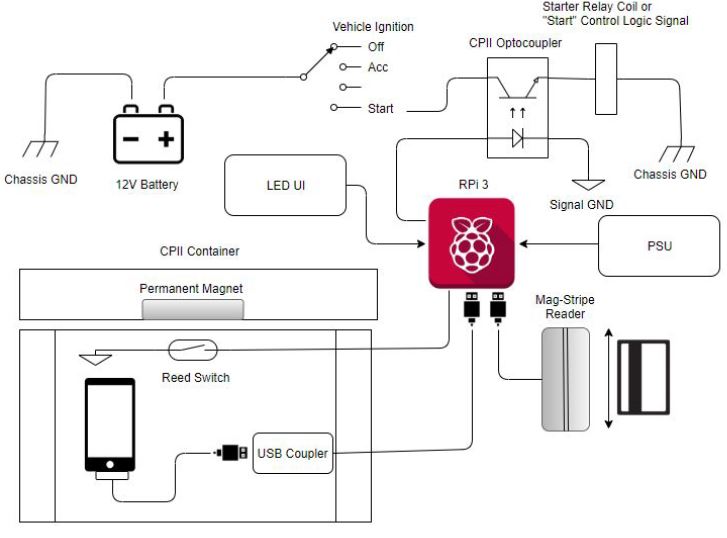 Starter Relay Coil or
"Start" Control Logic Signal
Vehicle Ignition
Off
Acc
Start
CPII Optocoupler
Chassis GND
12V Battery
LED UI
RPi 3
Signal GND
Chassis GND
PSU
CPII Container
Permanent Magnet
Mag-Stripe
Reader
Reed Switch
USB Coupler